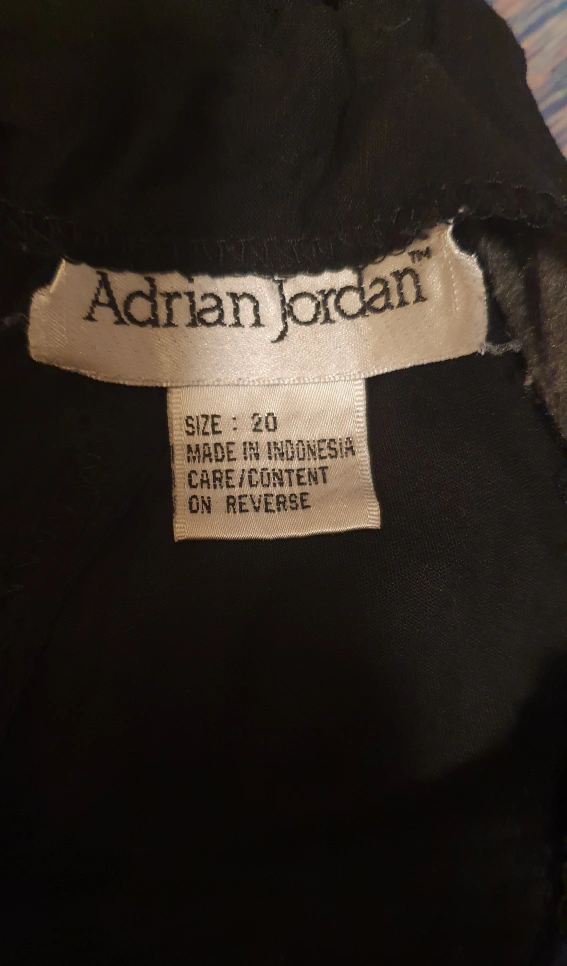 Adrian Jordan™
SIZE : 20
MADE IN INDONESIA
CARE/CONTENT
ON REVERSE